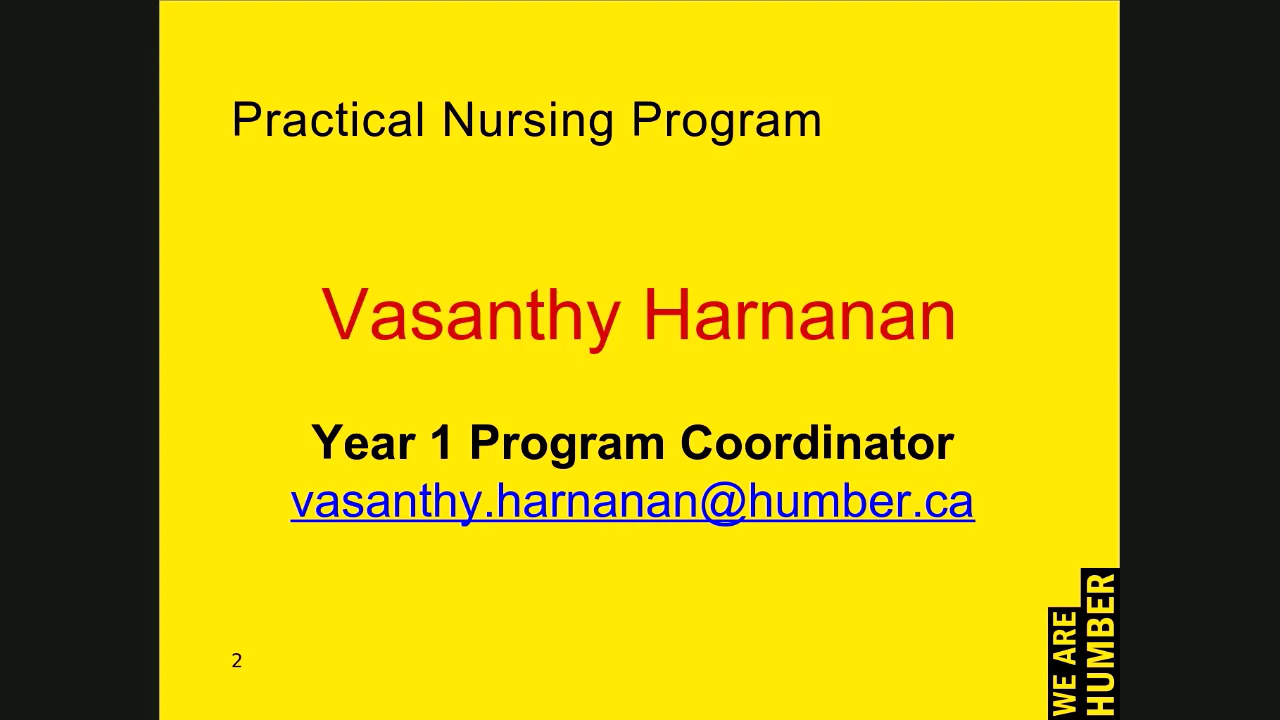 Practical Nursing Program
Vasanthy Harnanan
Year 1 Program Coordinator
vasanthy.harnanan@humber.ca
2
WE ARE
HUMBER